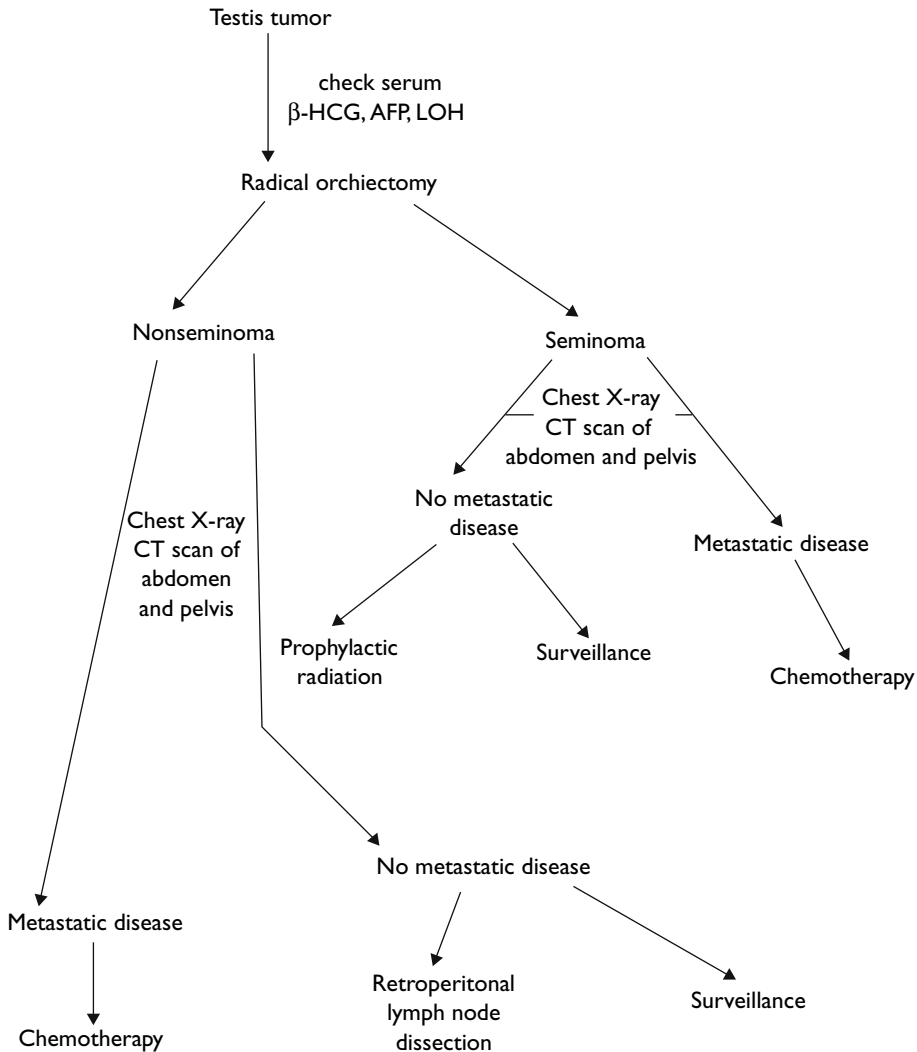 Testis tumor
check serum
β-HCG, AFP, LOH
Radical orchiectomy
Nonseminoma
Seminoma
Chest X-ray
CT scan of
abdomen and pelvis
No metastatic
disease
Metastatic disease
Chest X-ray
CT scan of
abdomen
and pelvis
Prophylactic
radiation
Surveillance
Chemotherapy
No metastatic disease
Metastatic disease
Chemotherapy
Retroperitonal
lymph node
dissection
Surveillance